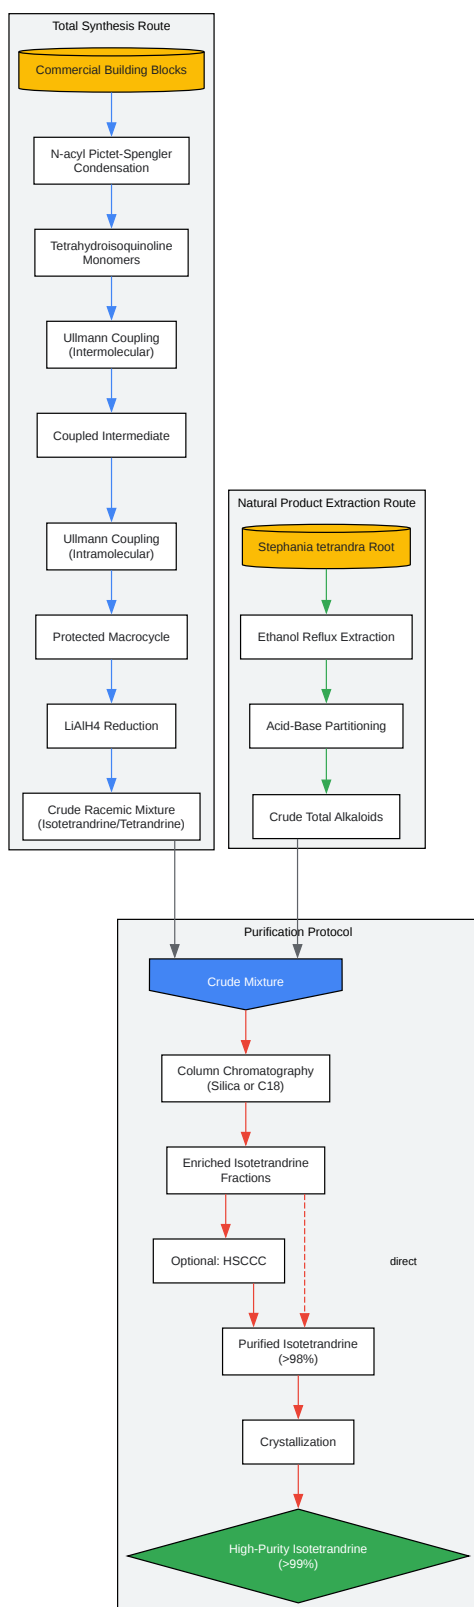 Total Synthesis Route
Commercial Building Blocks
N-acyl Pictet-Spengler
Condensation
Tetrahydroisoquinoline
Monomers
Ullmann Coupling
(Intermolecular)
Coupled Intermediate
Ullmann Coupling
(Intramolecular)
Protected Macrocycle
LiAlH4 Reduction
Crude Racemic Mixture
(Isotetrandrine/Tetrandrine)
Natural Product Extraction Route
Stephania tetrandra Root
Ethanol Reflux Extraction
Acid-Base Partitioning
Crude Total Alkaloids
Purification Protocol
Crude Mixture
Column Chromatography
(Silica or C18)
Enriched Isotetrandrine
Fractions
Optional: HSCCC
direct
Purified Isotetrandrine
(>98%)
Crystallization
High-Purity Isotetrandrine
(>99%)